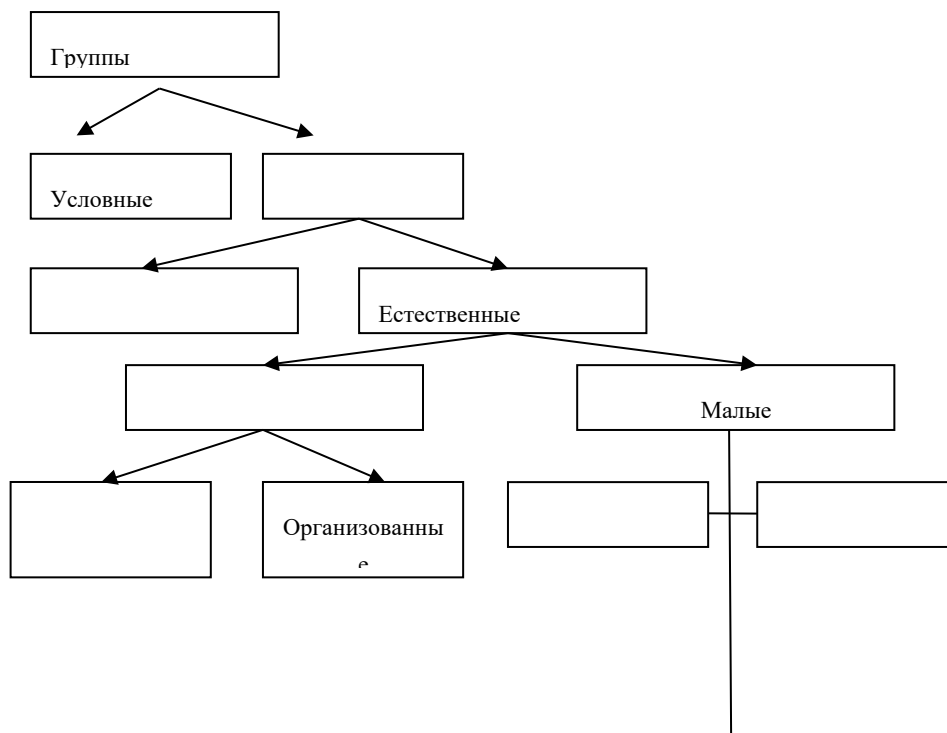 Группы
Условные
Естественные
Малые
Организованны
е